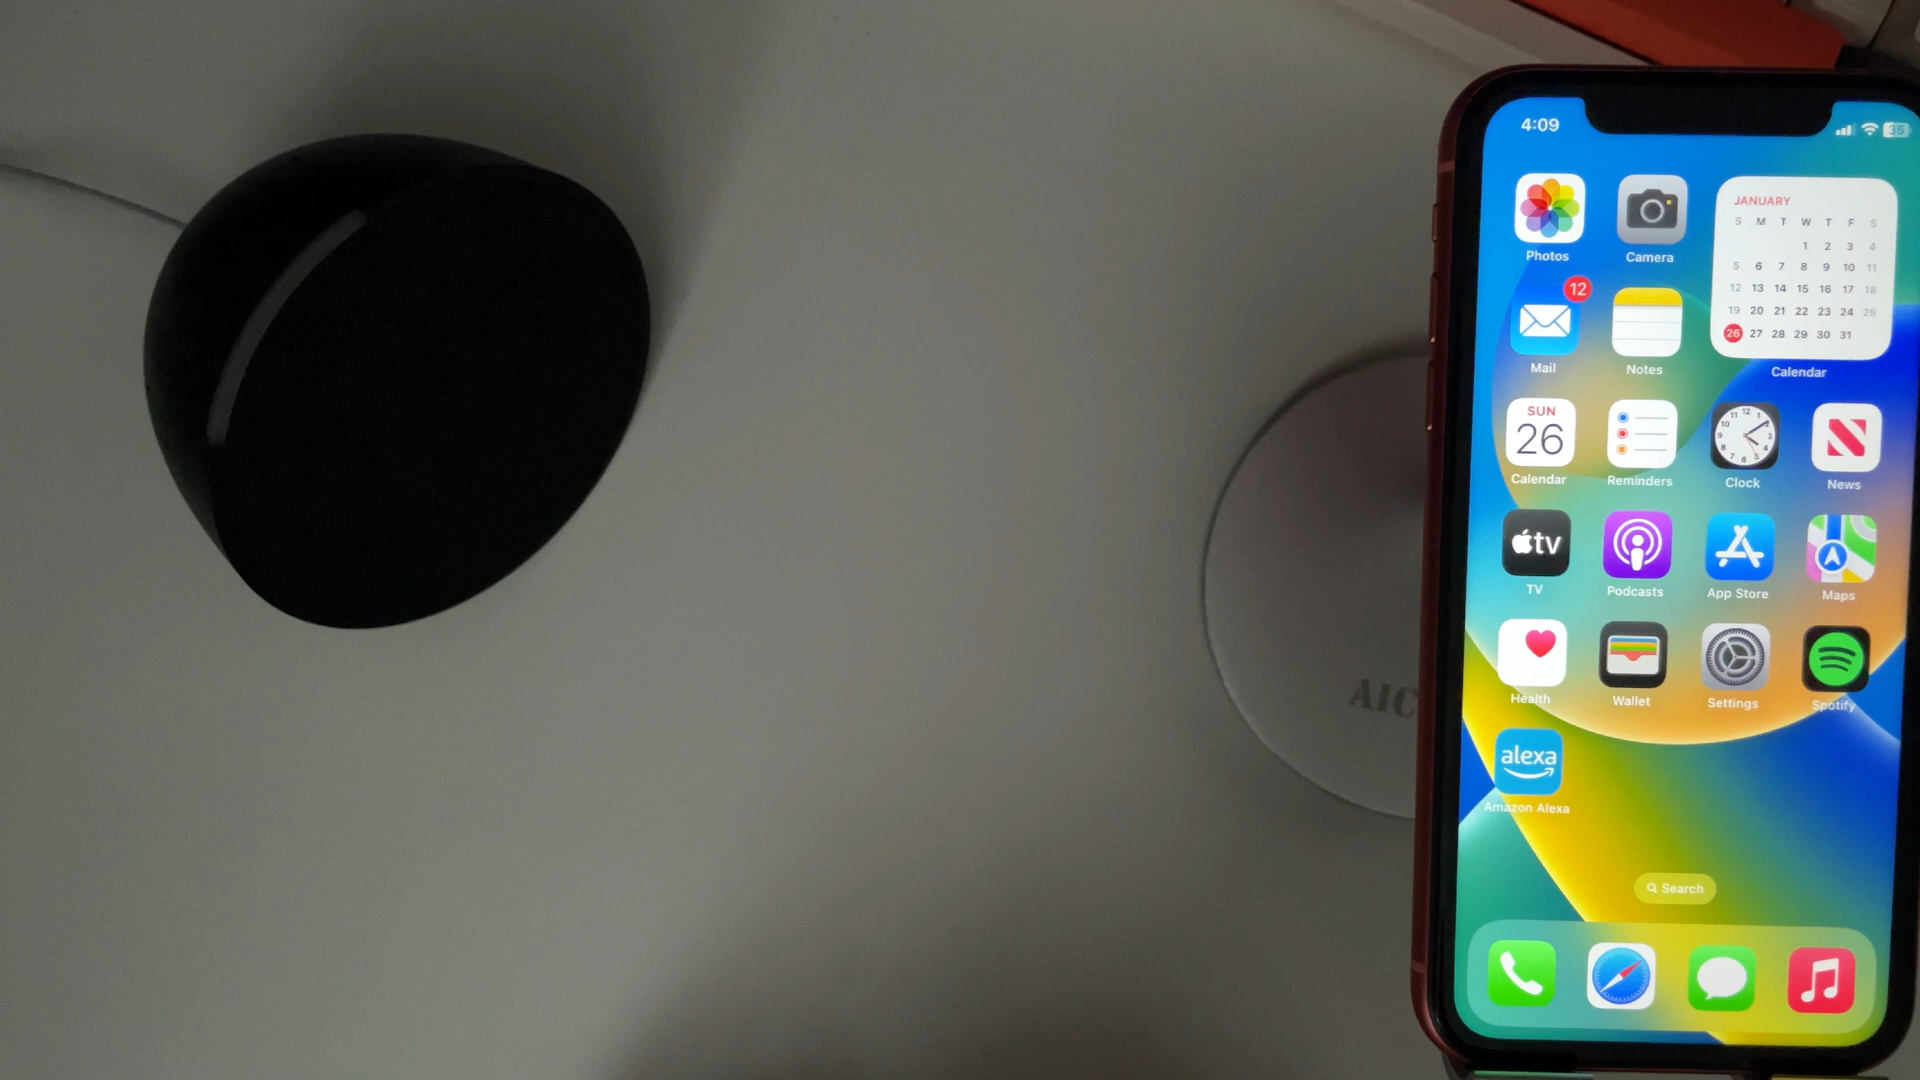 4:09
35
Photos
Camera
JANUARY
S M T W T F S
1 2 3 4
5 6 7 8 9 10 11
12 13 14 15 16 17 18
19 20 21 22 23 24 25
26 27 28 29 30 31
Calendar
12
Mail
Notes
SUN
26
Calendar
Reminders
Clock
News
tv
TV
Podcasts
App Store
Maps
Health
Wallet
Settings
Spotify
alexa
Amazon Alexa
AIC
Search